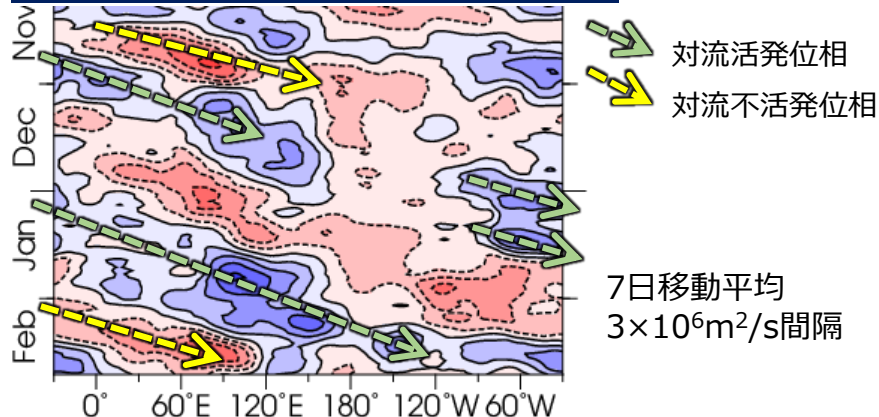 Nov
Dec
Jan
Feb
0° 60°E 120°E 180° 120°W 60°W
対流活発位相
対流不活発位相
7日移動平均
3×10⁶m²/s間隔